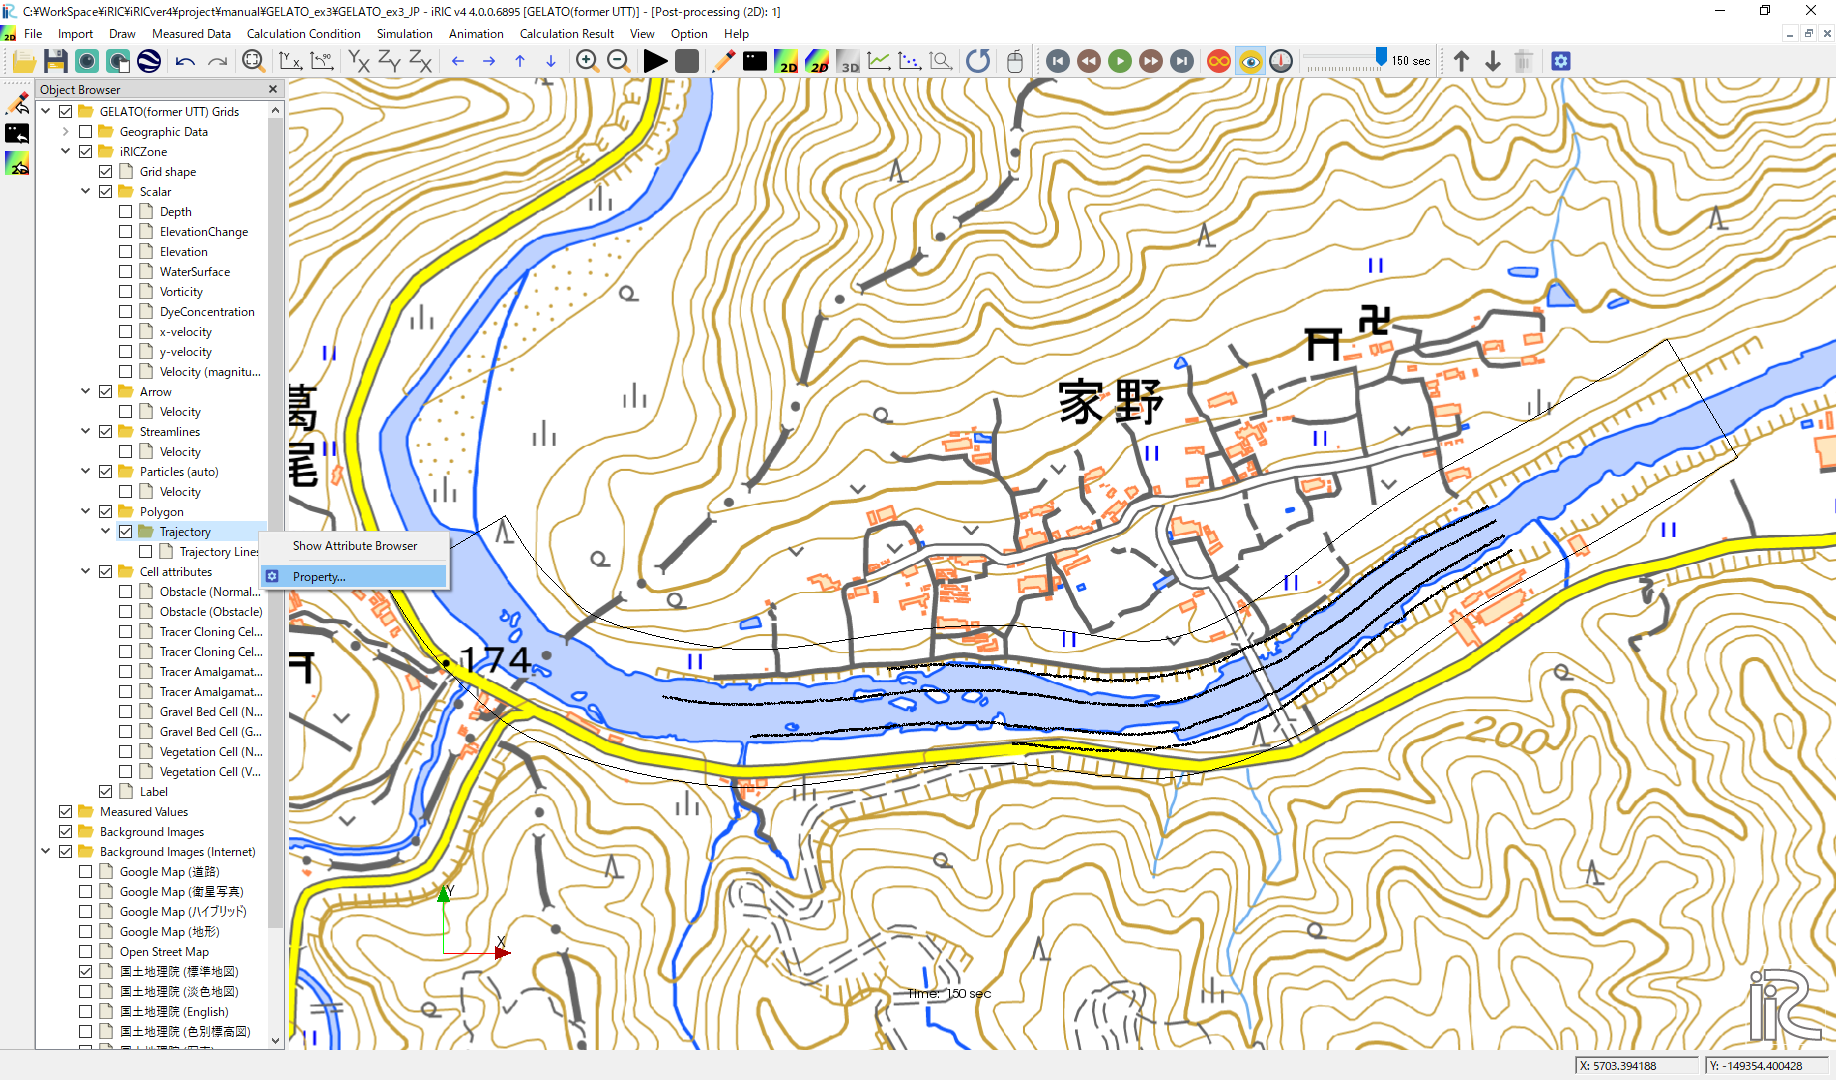 C:¥WorkSpace¥iRIC¥iRICver4¥project¥manual¥GELATO_ex3¥GELATO_ex3_JP - iRIC v4 4.0.0.6895 [GELATO(former UTT)] - [Post-processing (2D): 1]
File Import Draw Measured Data Calculation Condition Simulation Animation Calculation Result View Option Help
150 sec
Object Browser
GELATO(former UTT) Grids
Geographic Data
iRICZone
Grid shape
Scalar
Depth
ElevationChange
Elevation
WaterSurface
Vorticity
DyeConcentration
x-velocity
y-velocity
Velocity (magnitu...
Arrow
Velocity
Streamlines
Velocity
Particles (auto)
Velocity
Polygon
Trajectory
Trajectory Lines
Show Attribute Browser
Property...
Cell attributes
Obstacle (Normal...
Obstacle (Obstacle)
Tracer Cloning Cel...
Tracer Cloning Cel...
Tracer Amalgamat...
Tracer Amalgamat...
Gravel Bed Cell (N...
Gravel Bed Cell (G...
Vegetation Cell (N...
Vegetation Cell (V...
Label
Measured Values
Background Images
Background Images (Internet)
Google Map (道路)
Google Map (衛星写真)
Google Map (ハイブリッド)
Google Map (地形)
Open Street Map
国土地理院 (標準地図)
国土地理院 (淡色地図)
国土地理院 (English)
国土地理院 (色別標高図)
葛尾
家野
卍
174
200
Y
X
Time: 150 sec
iRIC
X: 5703.394188
Y: -149354.400428